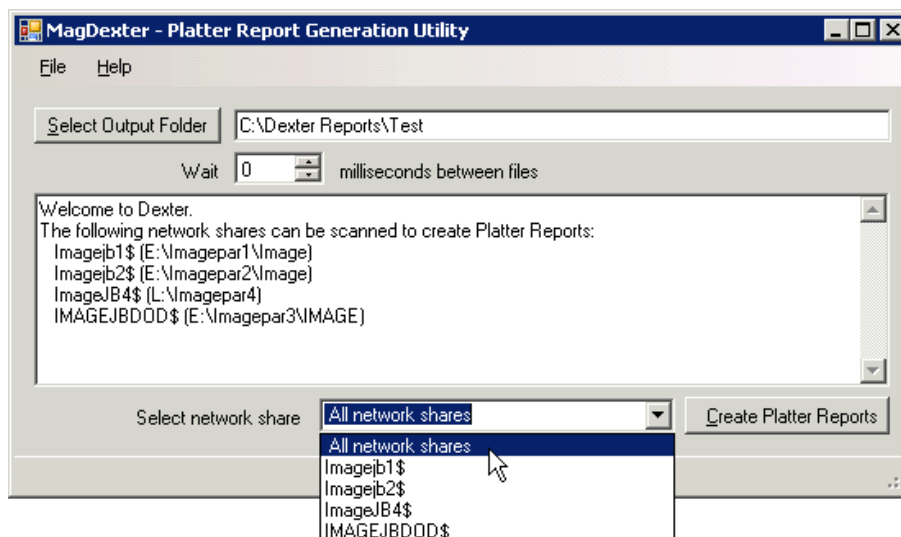 MagDexter - Platter Report Generation Utility
File Help
Select Output Folder C:\Dexter Reports\Test
Wait 0 milliseconds between files
Welcome to Dexter.
The following network shares can be scanned to create Platter Reports:
Imagejb1$ (E:\Imagepar1\Image)
Imagejb2$ (E:\Imagepar2\Image)
ImageJB4$ (L:\Imagepar4)
IMAGEJBDOD$ (E:\Imagepar3\IMAGE)
Select network share All network shares Create Platter Reports
All network shares
Imagejb1$
Imagejb2$
ImageJB4$
IMAGEJBDOD$